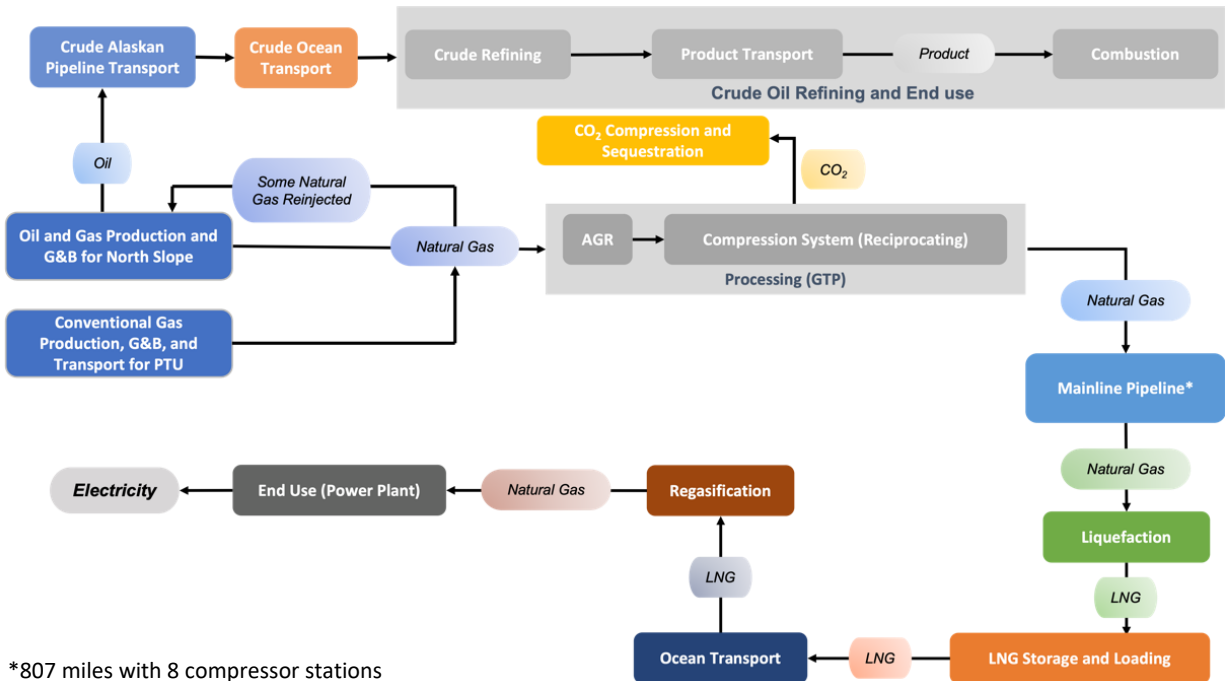 Crude Alaskan
Pipeline Transport
Crude Ocean
Transport
Crude Refining
Product Transport
Product
Combustion
Crude Oil Refining and End use
CO₂ Compression and
Sequestration
CO₂
Oil
Some Natural
Gas Reinjected
Oil and Gas Production and
G&B for North Slope
Natural Gas
AGR
Compression System (Reciprocating)
Processing (GTP)
Natural Gas
Conventional Gas
Production, G&B, and
Transport for PTU
Mainline Pipeline*
Natural Gas
Electricity
End Use (Power Plant)
Natural Gas
Regasification
Liquefaction
LNG
LNG
Ocean Transport
LNG
LNG Storage and Loading
*807 miles with 8 compressor stations